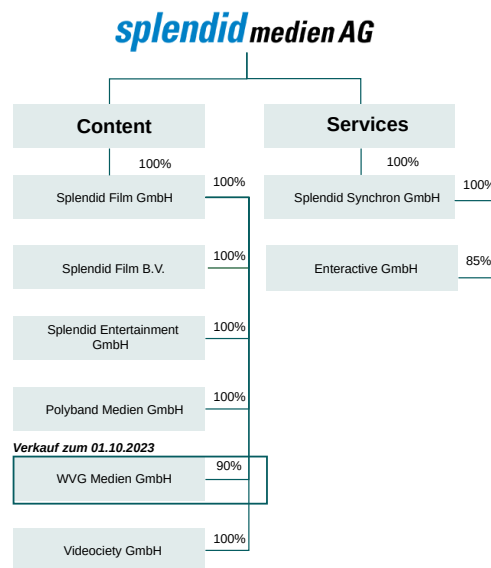 splendid medien AG
Content
Services
100%
100%
Splendid Film GmbH
100%
Splendid Synchron GmbH
100%
Splendid Film B.V.
100%
Enteractive GmbH
85%
Splendid Entertainment
GmbH
100%
Polyband Medien GmbH
100%
Verkauf zum 01.10.2023
WVG Medien GmbH
90%
Videociety GmbH
100%